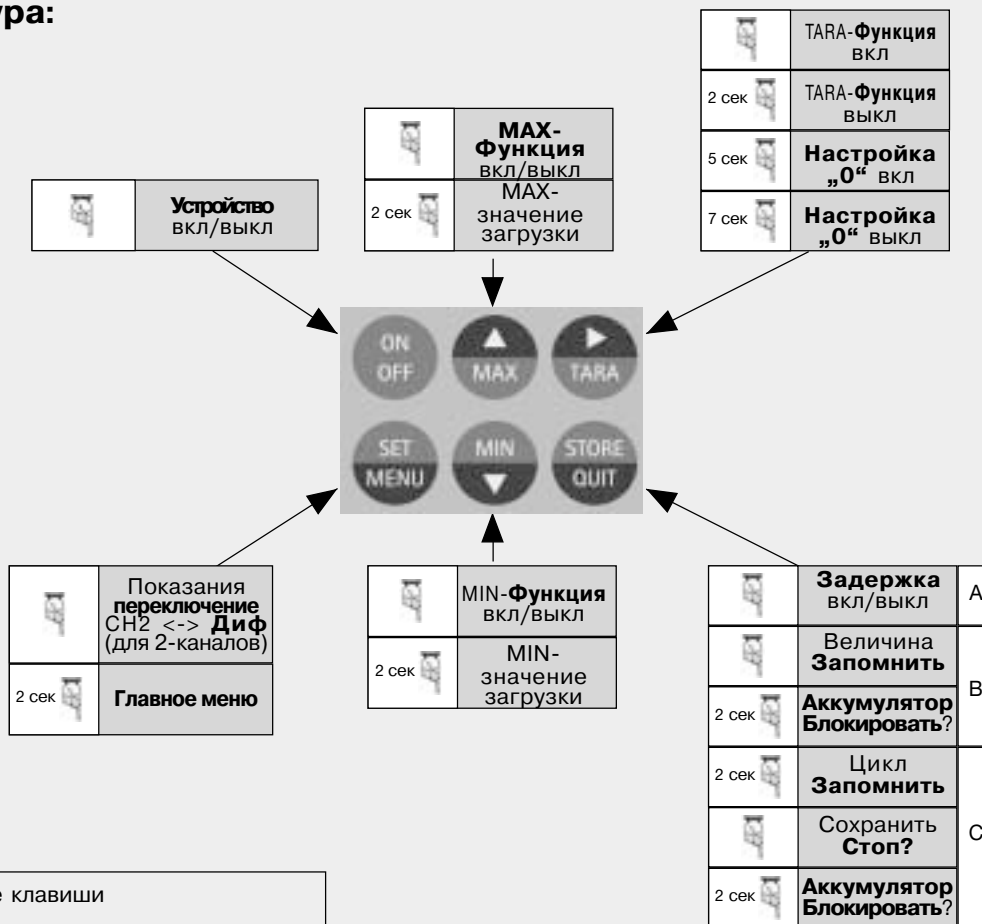 ура:
TARA-Функция
вкл
2 сек
TARA-Функция
выкл
5 сек
Настройка
„0“ вкл
7 сек
Настройка
„0“ выкл
MAX-
Функция
вкл/выкл
2 сек
MAX-
значение
загрузки
Устройство
вкл/выкл
ON
OFF
MAX
TARA
SET
MENU
MIN
STORE
QUIT
Показания
переключение
CH2 <-> Диф
(для 2-каналов)
2 сек
Главное меню
MIN-Функция
вкл/выкл
2 сек
MIN-
значение
загрузки
Задержка
вкл/выкл
A
Величина
Запомнить
B
2 сек
Аккумулятор
Блокировать?
2 сек
Цикл
Запомнить
Сохранить
Стоп?
C
2 сек
Аккумулятор
Блокировать?
е клавиши